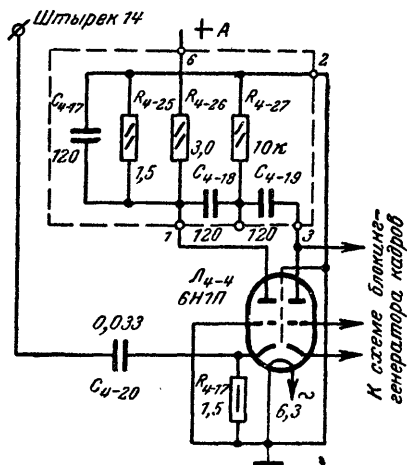 Штырек 14
+ А
6
2
C4-17
R4-25
R4-26
R4-27
120
1,5
3,0
10к
C4-18
C4-19
1
120
120
3
Л4-4
6Н1П
0,033
C4-20
R4-17
1,5
~
6,3
К схеме блокинг-
генератора кадров